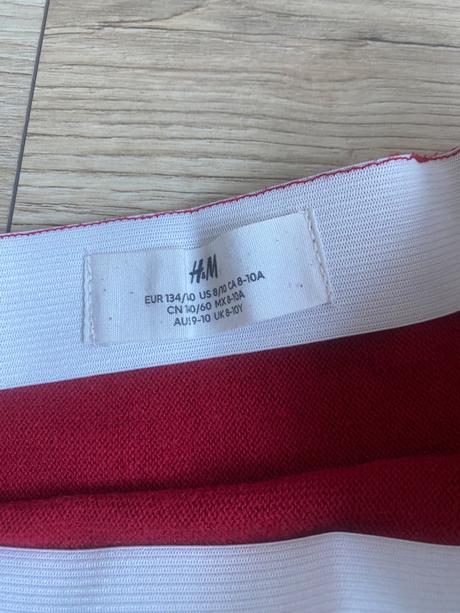 H&M
EUR 134/10 US 8/10 CA 8-10A
CN 140/60 MX 8-10A
AU 9-10 UK 8-10Y